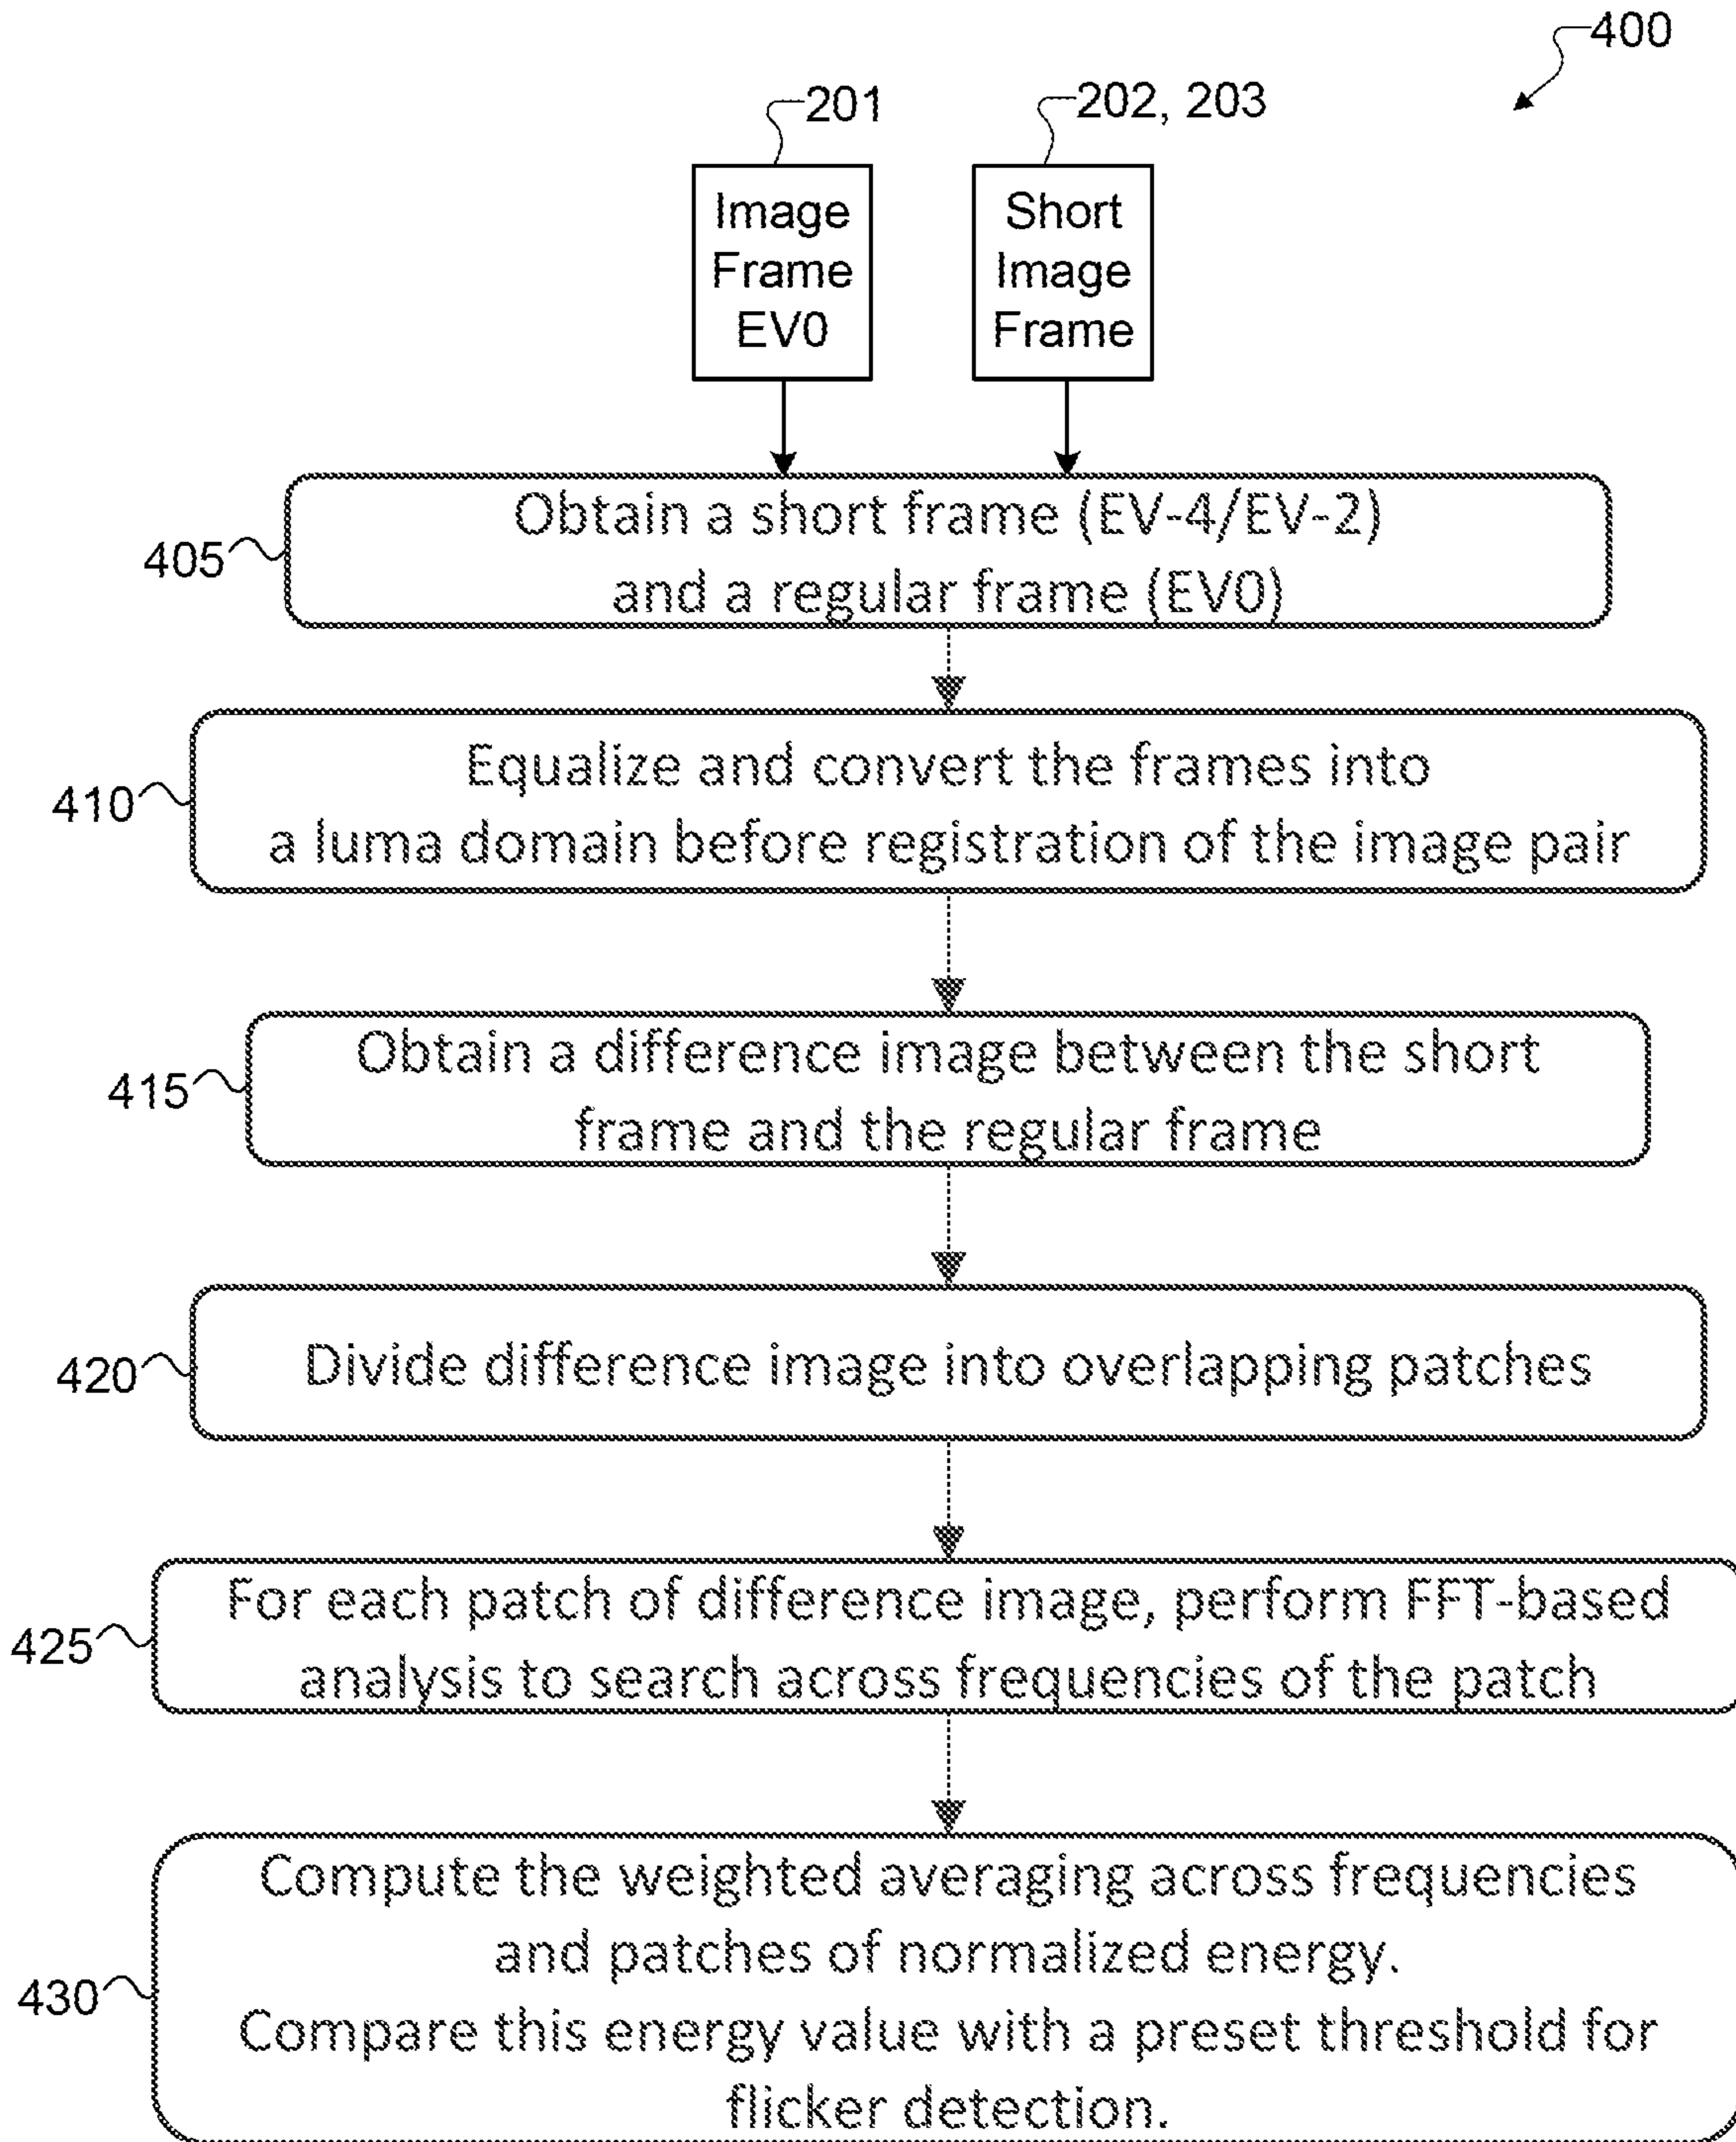 400
201
202, 203
Image
Frame
EV0
Short
Image
Frame
405
Obtain a short frame (EV-4/EV-2)
and a regular frame (EV0)
410
Equalize and convert the frames into
a luma domain before registration of the image pair
415
Obtain a difference image between the short
frame and the regular frame
420
Divide difference image into overlapping patches
425
For each patch of difference image, perform FFT-based
analysis to search across frequencies of the patch
430
Compute the weighted averaging across frequencies
and patches of normalized energy.
Compare this energy value with a preset threshold for
flicker detection.